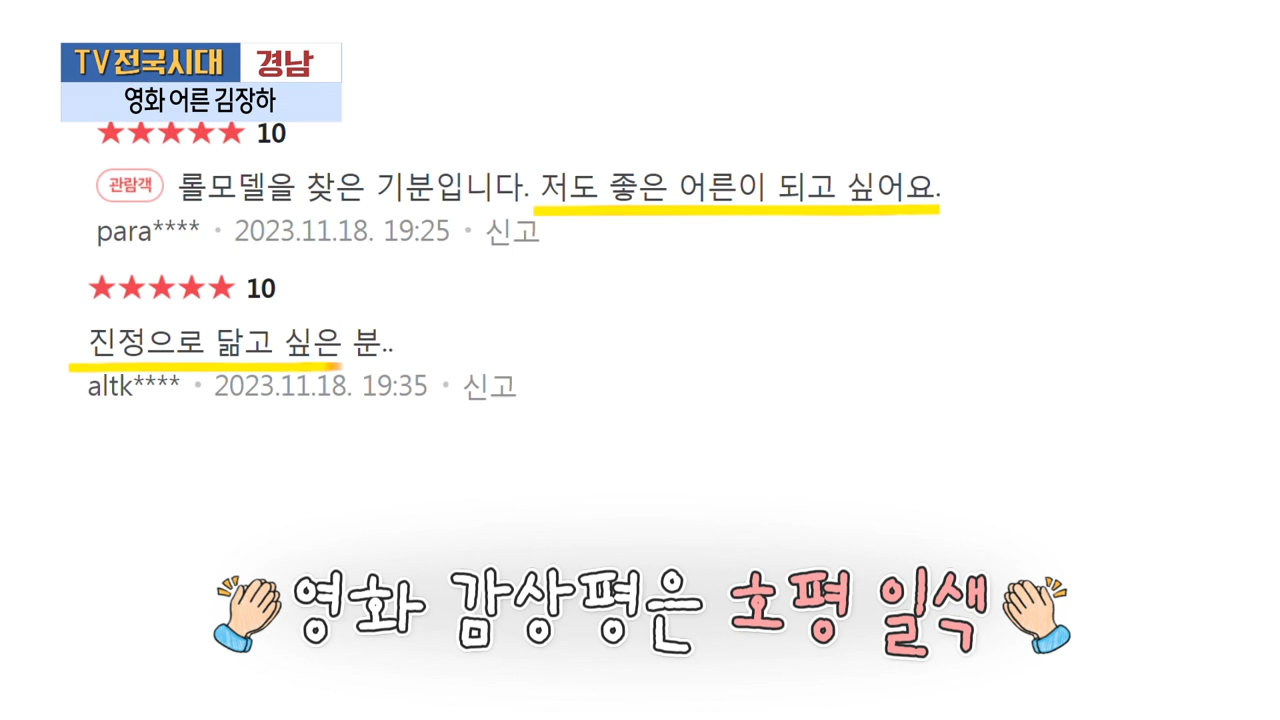 TV전국시대 경남
영화 어른 김장하
★★★★★ 10
관람객 롤모델을 찾은 기분입니다. 저도 좋은 어른이 되고 싶어요.
para**** • 2023.11.18. 19:25 • 신고
★★★★★ 10
진정으로 닮고 싶은 분..
altk**** • 2023.11.18. 19:35 • 신고
영화 감상평은 호평 일색